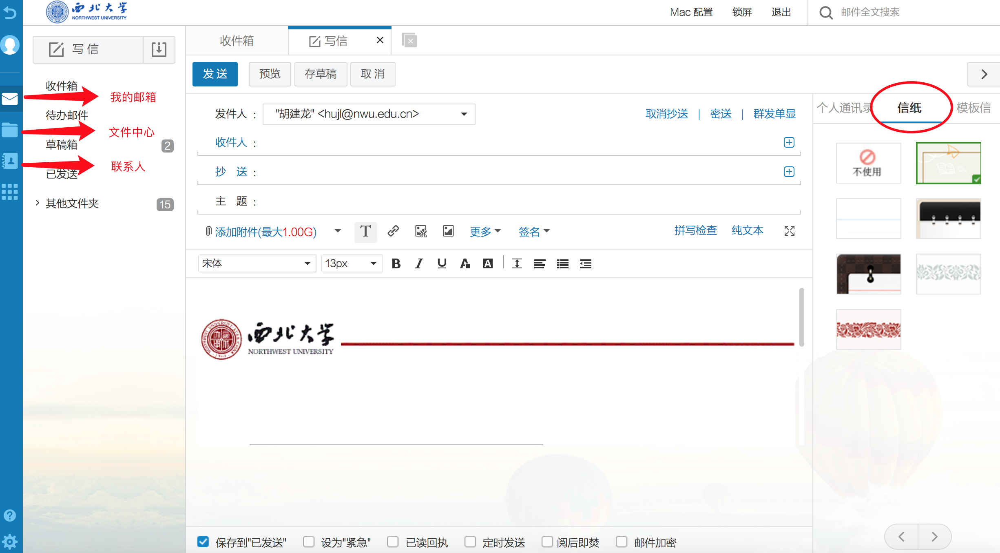 西北大学
NORTHWEST UNIVERSITY
Mac 配置 锁屏 退出 邮件全文搜索
写 信
收件箱 写信
发 送 预览 存草稿 取 消
收件箱
我的邮箱
待办邮件
文件中心
草稿箱 2
联系人
已发送
其他文件夹 15
发件人 : "胡建龙" <hujl@nwu.edu.cn>
取消抄送 | 密送 | 群发单显
收件人 :
抄 送 :
主 题 :
添加附件(最大1.00G) T 更多 签名 拼写检查 纯文本
宋体 13px B I U A A
西北大学
NORTHWEST UNIVERSITY
个人通讯录 信纸 模板信
不使用
保存到"已发送" 设为"紧急" 已读回执 定时发送 阅后即焚 邮件加密